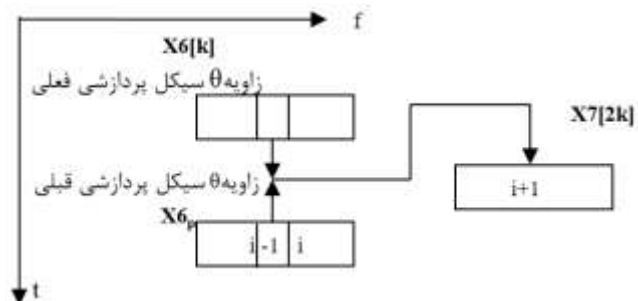 f
X6[k]
زاویه θ سیکل پردازشی فعلی
X7[2k]
زاویه θ سیکل پردازشی قبلی
i+1
X6p
i -1 i
t